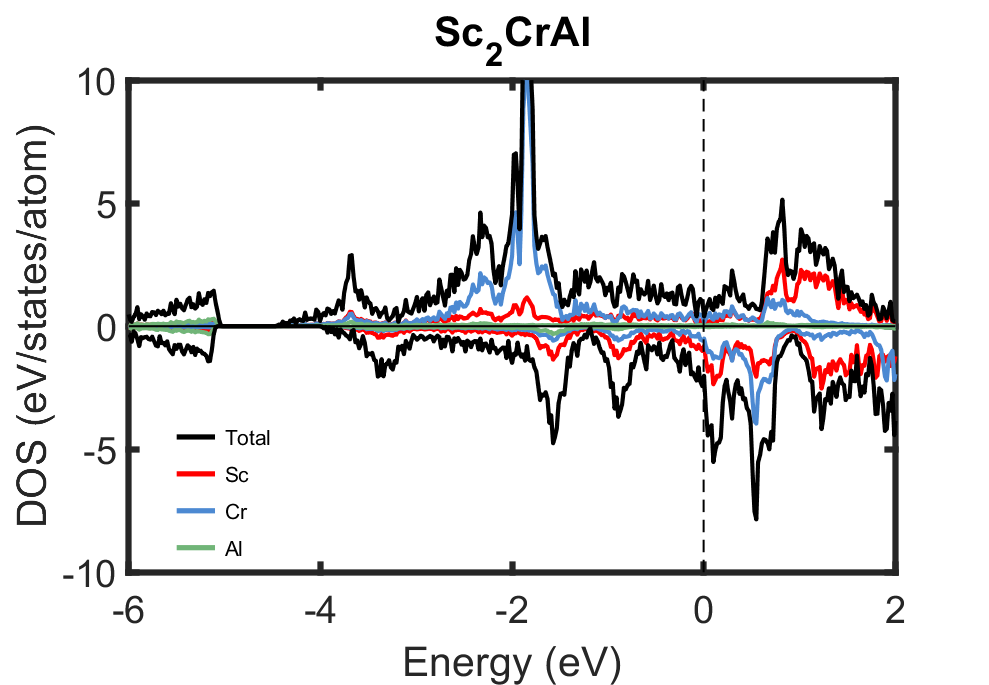 Sc2CrAl
DOS (eV/states/atom)
10
5
0
-5
-10
Total
Sc
Cr
Al
-6 -4 -2 0 2
Energy (eV)